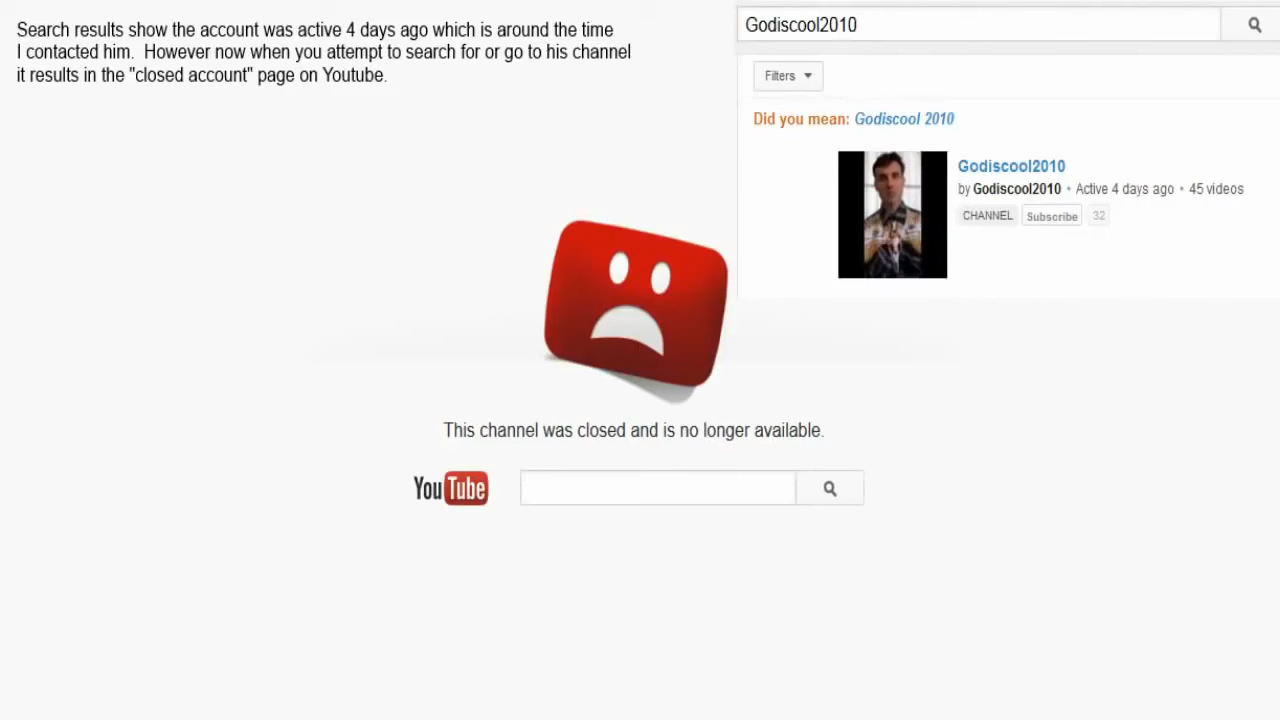 Search results show the account was active 4 days ago which is around the time
I contacted him. However now when you attempt to search for or go to his channel
it results in the "closed account" page on Youtube.
Godiscool2010
Filters
Did you mean: Godiscool 2010
Godiscool2010
by Godiscool2010 • Active 4 days ago • 45 videos
CHANNEL Subscribe 32
This channel was closed and is no longer available.
YouTube